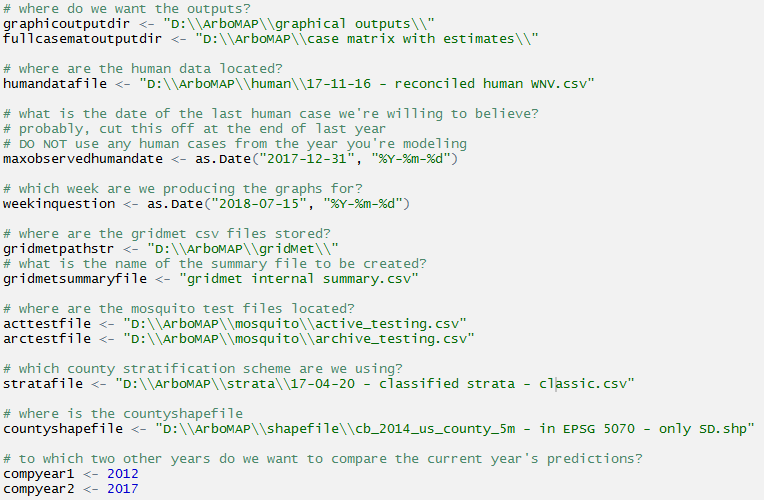 # where do we want the outputs?
graphicoutputdir <- "D:\\ArboMAP\\graphical outputs\\"
fullcasematoutputdir <- "D:\\ArboMAP\\case matrix with estimates\\"
# where are the human data located?
humandatafile <- "D:\\ArboMAP\\human\\17-11-16 - reconciled human WNV.csv"
# what is the date of the last human case we're willing to believe?
# probably, cut this off at the end of last year
# DO NOT use any human cases from the year you're modeling
maxobservedhumandate <- as.Date("2017-12-31", "%Y-%m-%d")
# which week are we producing the graphs for?
weekinquestion <- as.Date("2018-07-15", "%Y-%m-%d")
# where are the gridmet csv files stored?
gridmetpathstr <- "D:\\ArboMAP\\gridMet\\"
# what is the name of the summary file to be created?
gridmetsummaryfile <- "gridmet internal summary.csv"
# where are the mosquito test files located?
acttestfile <- "D:\\ArboMAP\\mosquito\\active_testing.csv"
arctestfile <- "D:\\ArboMAP\\mosquito\\archive_testing.csv"
# which county stratification scheme are we using?
stratafile <- "D:\\ArboMAP\\strata\\17-04-20 - classified strata - classic.csv"
# where is the countyshapefile
countyshapefile <- "D:\\ArboMAP\\shapefile\\cb_2014_us_county_5m - in EPSG 5070 - only SD.shp"
# to which two other years do we want to compare the current year's predictions?
compyear1 <- 2012
compyear2 <- 2017